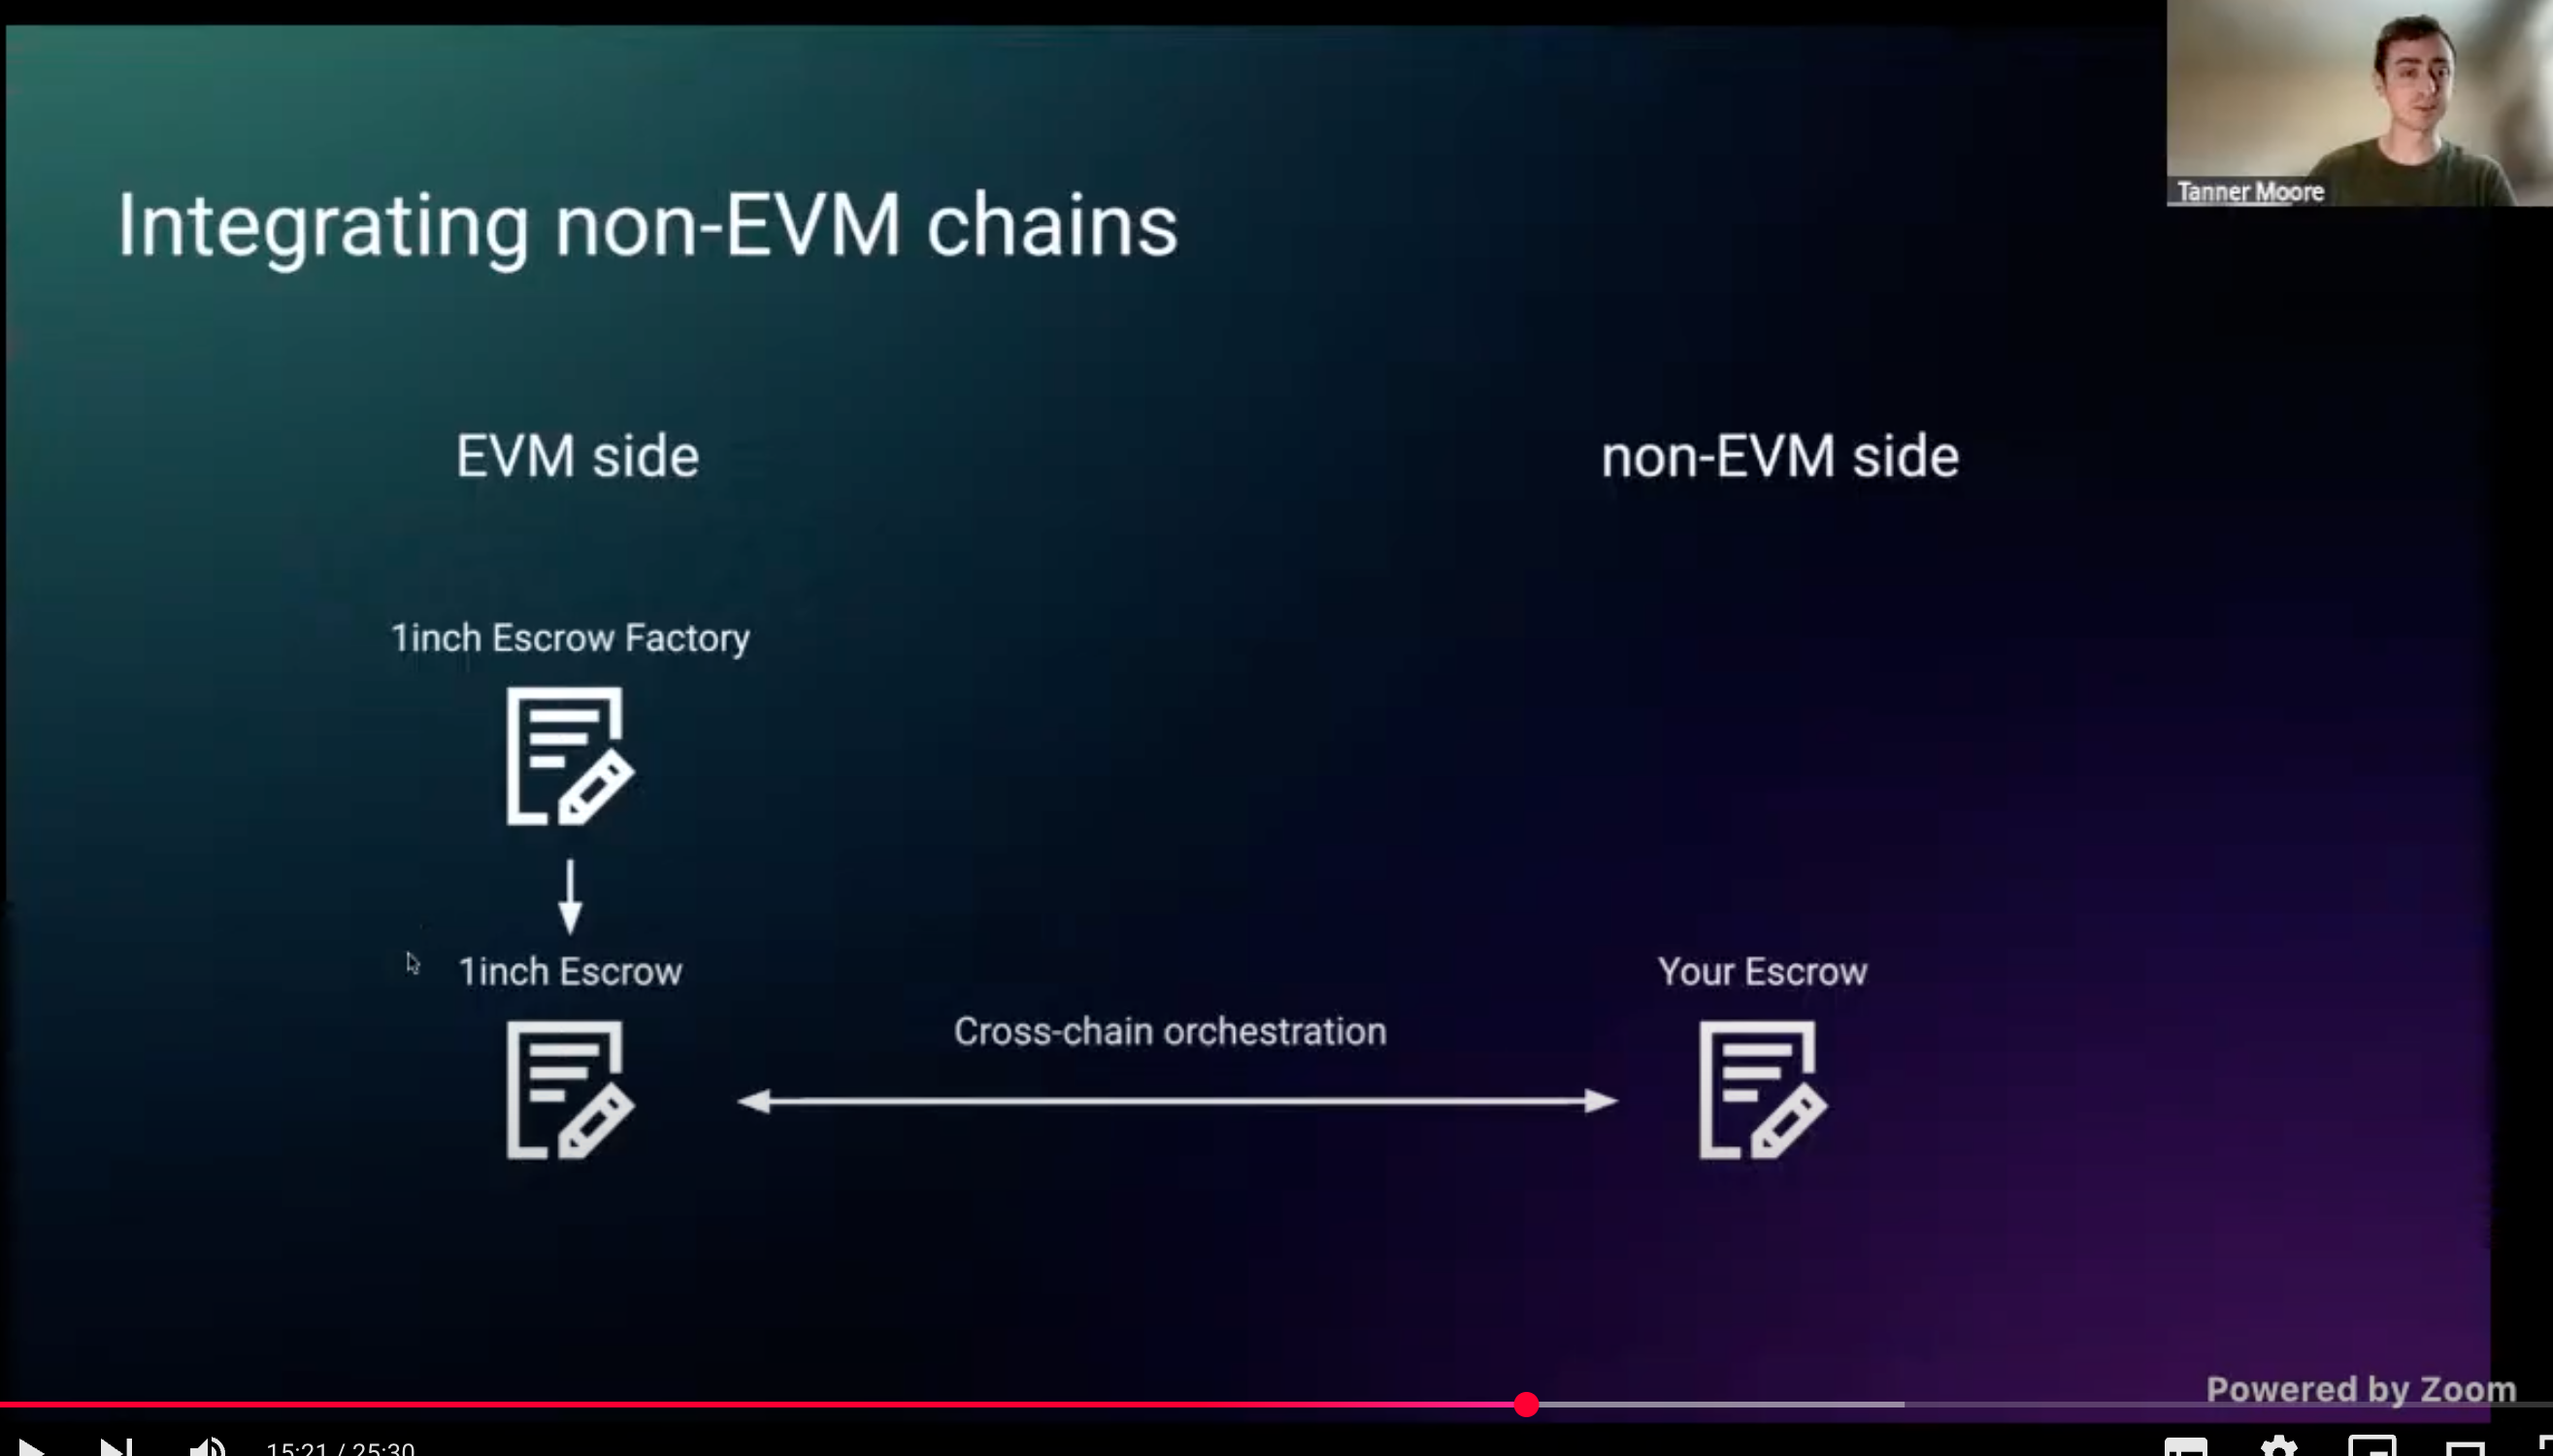 Tanner Moore
Integrating non-EVM chains
EVM side
non-EVM side
1inch Escrow Factory
1inch Escrow
Your Escrow
Cross-chain orchestration
Powered by Zoom
15:21 / 25:30